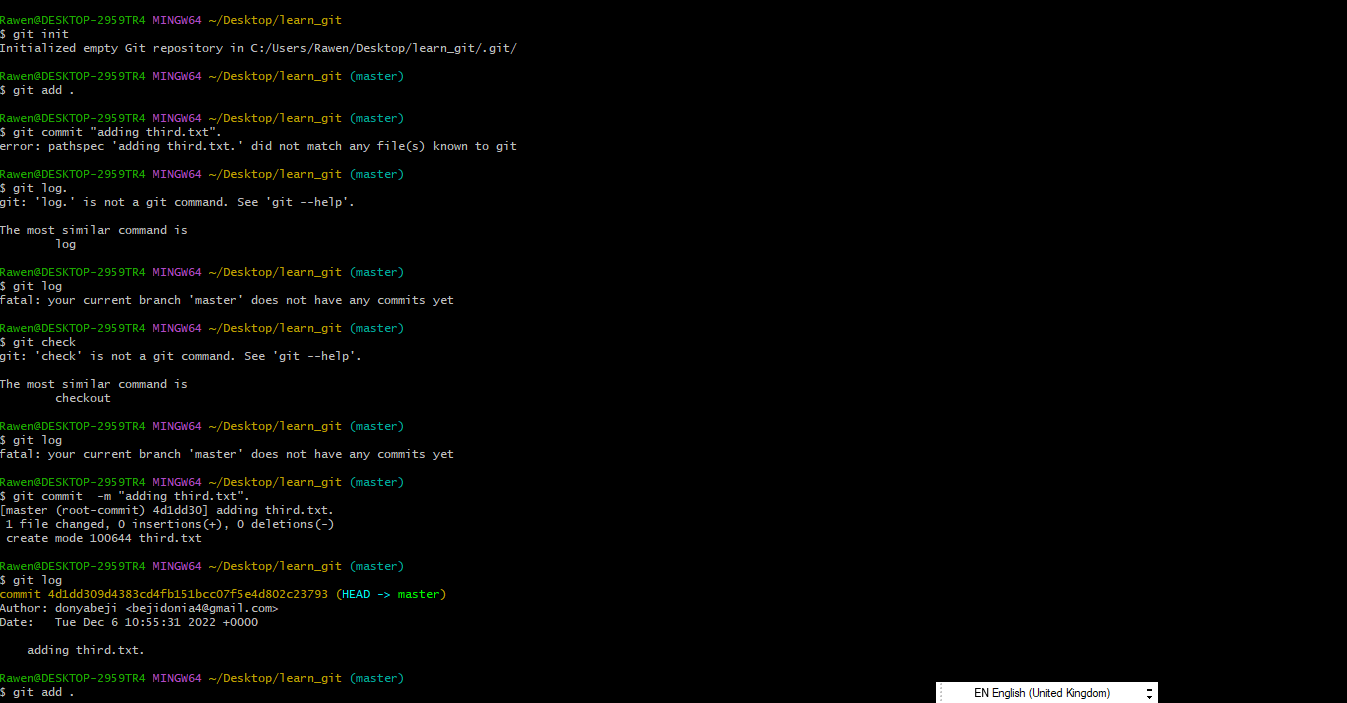 Rawen@DESKTOP-2959TR4 MINGW64 ~/Desktop/learn_git
$ git init
Initialized empty Git repository in C:/Users/Rawen/Desktop/learn_git/.git/
Rawen@DESKTOP-2959TR4 MINGW64 ~/Desktop/learn_git (master)
$ git add .
Rawen@DESKTOP-2959TR4 MINGW64 ~/Desktop/learn_git (master)
$ git commit "adding third.txt".
error: pathspec 'adding third.txt.' did not match any file(s) known to git
Rawen@DESKTOP-2959TR4 MINGW64 ~/Desktop/learn_git (master)
$ git log.
git: 'log.' is not a git command. See 'git --help'.
The most similar command is
        log
Rawen@DESKTOP-2959TR4 MINGW64 ~/Desktop/learn_git (master)
$ git log
fatal: your current branch 'master' does not have any commits yet
Rawen@DESKTOP-2959TR4 MINGW64 ~/Desktop/learn_git (master)
$ git check
git: 'check' is not a git command. See 'git --help'.
The most similar command is
        checkout
Rawen@DESKTOP-2959TR4 MINGW64 ~/Desktop/learn_git (master)
$ git log
fatal: your current branch 'master' does not have any commits yet
Rawen@DESKTOP-2959TR4 MINGW64 ~/Desktop/learn_git (master)
$ git commit  -m "adding third.txt".
[master (root-commit) 4d1dd30] adding third.txt.
 1 file changed, 0 insertions(+), 0 deletions(-)
 create mode 100644 third.txt
Rawen@DESKTOP-2959TR4 MINGW64 ~/Desktop/learn_git (master)
$ git log
commit 4d1dd309d4383cd4fb151bcc07f5e4d802c23793 (HEAD -> master)
Author: donyabeji <bejidonia4@gmail.com>
Date:   Tue Dec 6 10:55:31 2022 +0000
    adding third.txt.
Rawen@DESKTOP-2959TR4 MINGW64 ~/Desktop/learn_git (master)
$ git add .
EN English (United Kingdom)